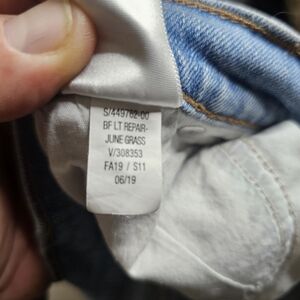 S/449762-00
BF LT REPAIR-
JUNE GRASS
V/308353
FA19 / S11
06/19